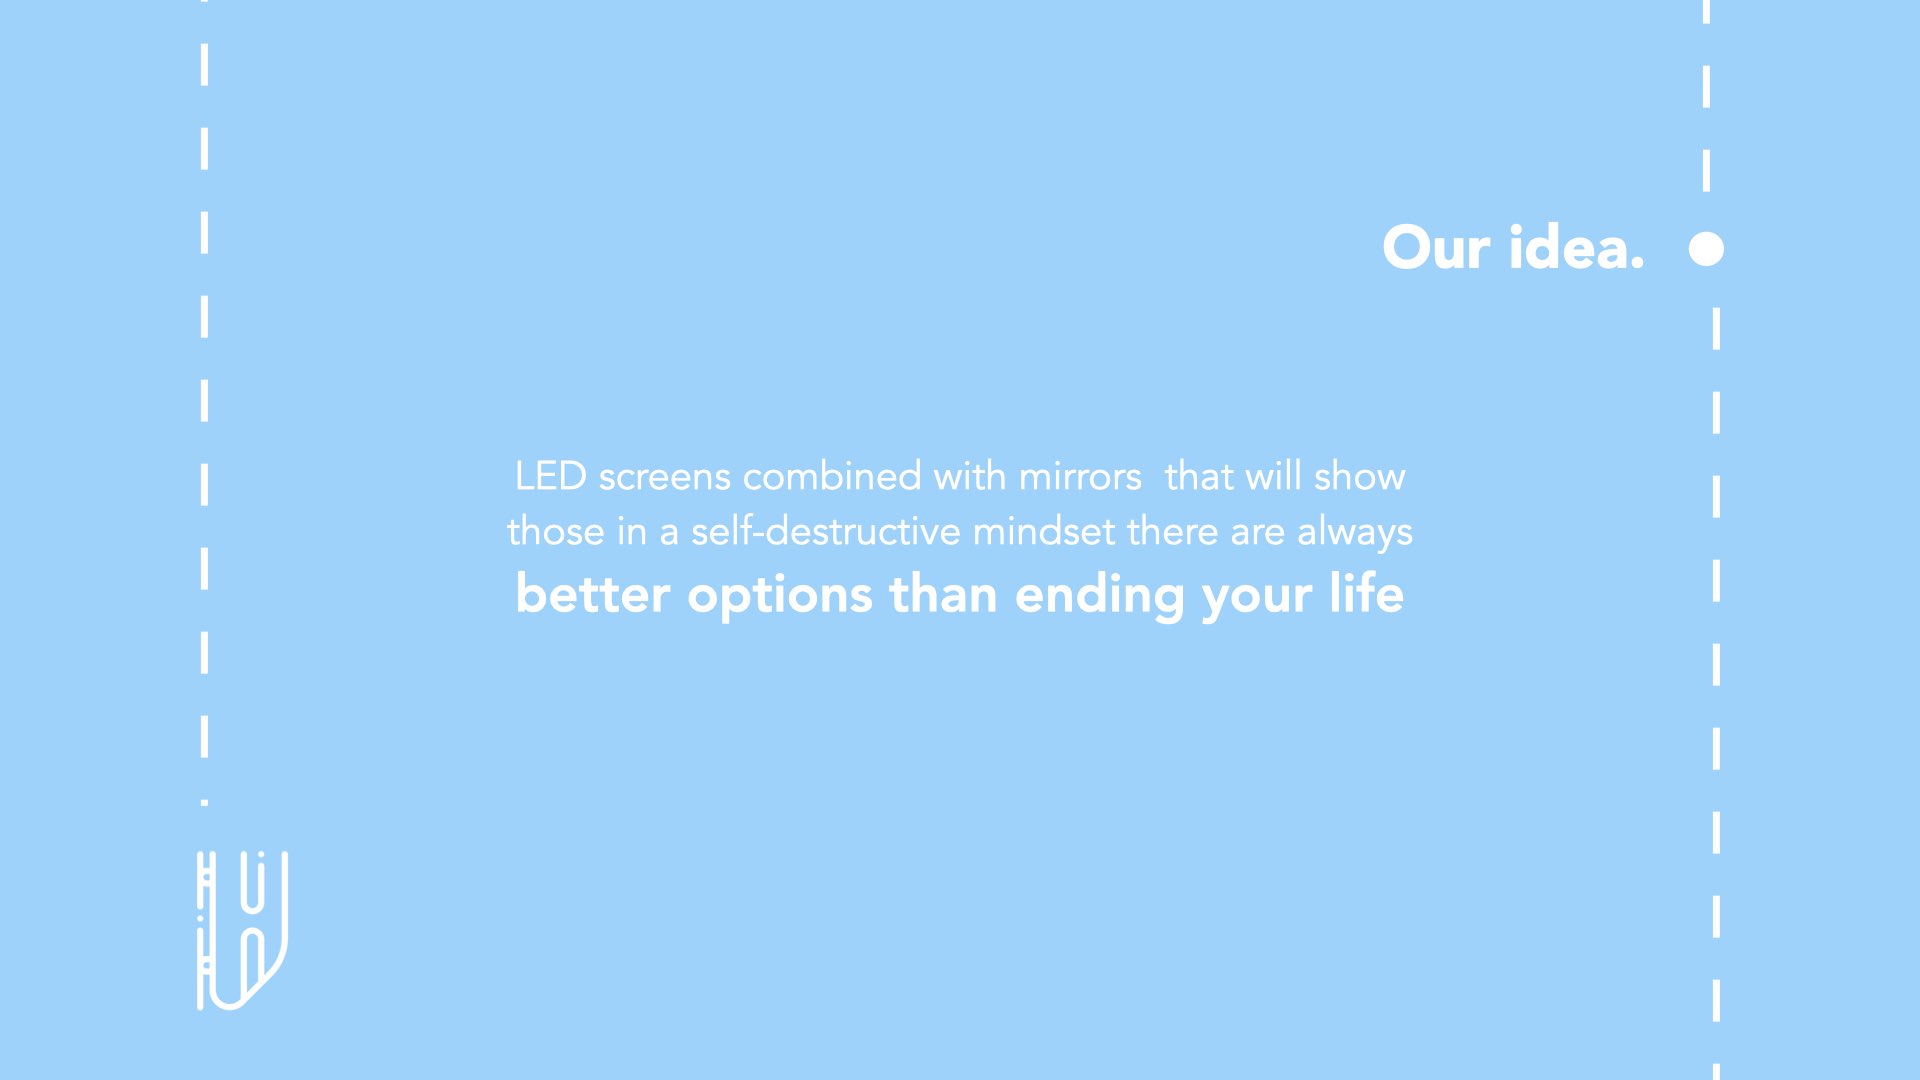 Our idea.
LED screens combined with mirrors  that will show
those in a self-destructive mindset there are always
better options than ending your life